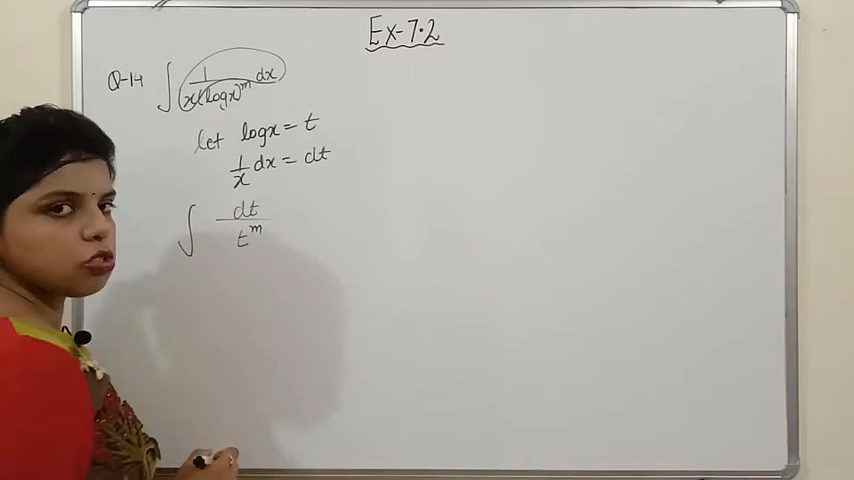 Ex-7.2
Q-14 ∫ 1/(x(logx)^m) dx
let logx = t
1/x dx = dt
∫ dt/t^m